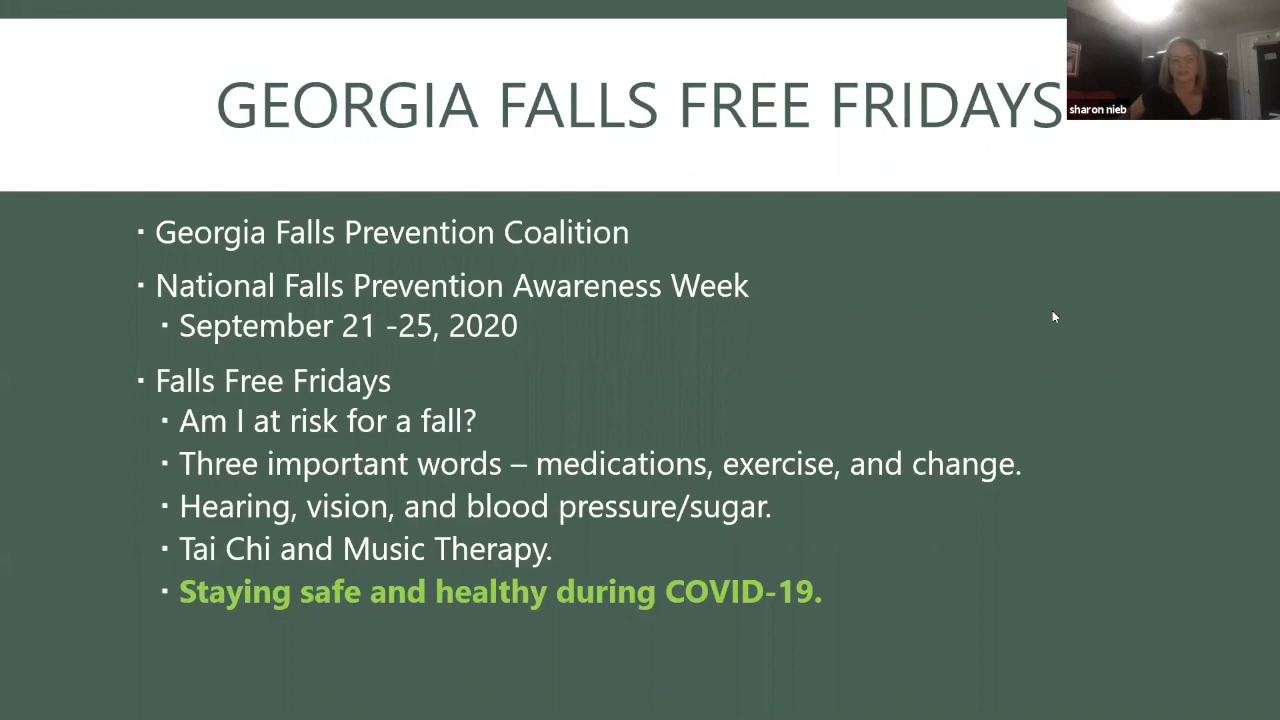 GEORGIA FALLS FREE FRIDAYS
sharon nieb
▪ Georgia Falls Prevention Coalition
▪ National Falls Prevention Awareness Week
▪ September 21 -25, 2020
▪ Falls Free Fridays
▪ Am I at risk for a fall?
▪ Three important words – medications, exercise, and change.
▪ Hearing, vision, and blood pressure/sugar.
▪ Tai Chi and Music Therapy.
▪ Staying safe and healthy during COVID-19.